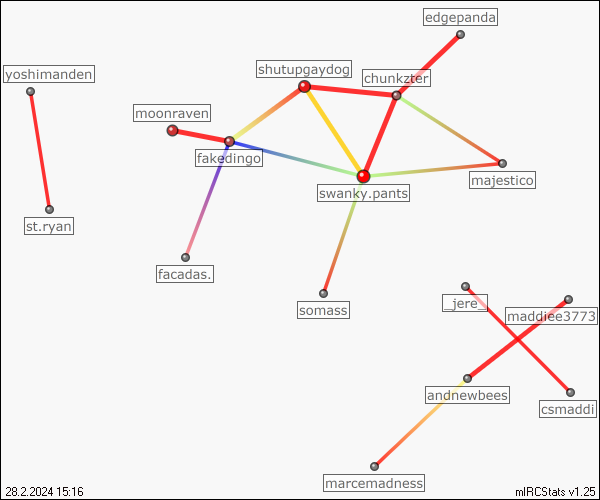 edgepanda
shutupgaydog
yoshimanden
chunkzter
moonraven
fakedingo
majestico
swanky.pants
st.ryan
facadas.
_jere_
somass
maddiee3773
andnewbees
csmaddi
marcemadness
28.2.2024 15:16
mIRCStats v1.25